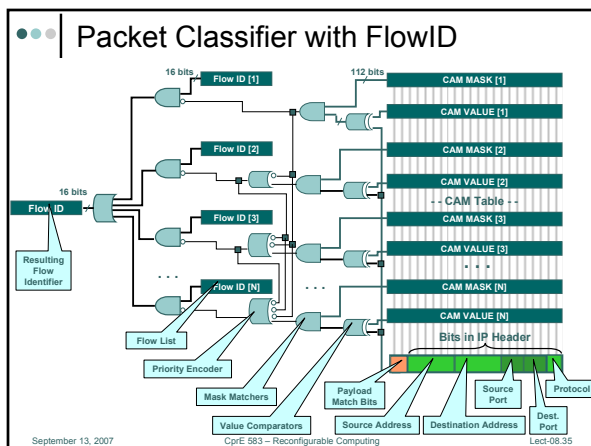 Packet Classifier with FlowID
16 bits
Flow ID [1]
112 bits
CAM MASK [1]
CAM VALUE [1]
Flow ID [2]
CAM MASK [2]
16 bits
CAM VALUE [2]
Flow ID
- - CAM Table - -
Flow ID [3]
CAM MASK [3]
Resulting
Flow
Identifier
CAM VALUE [3]
. . .
. . .
. . .
Flow ID [N]
CAM MASK [N]
CAM VALUE [N]
Flow List
Bits in IP Header
Priority Encoder
Mask Matchers
Payload
Match Bits
Source
Port
Protocol
Value Comparators
Source Address
Destination Address
Dest.
Port
September 13, 2007
CprE 583 – Reconfigurable Computing
Lect-08.35